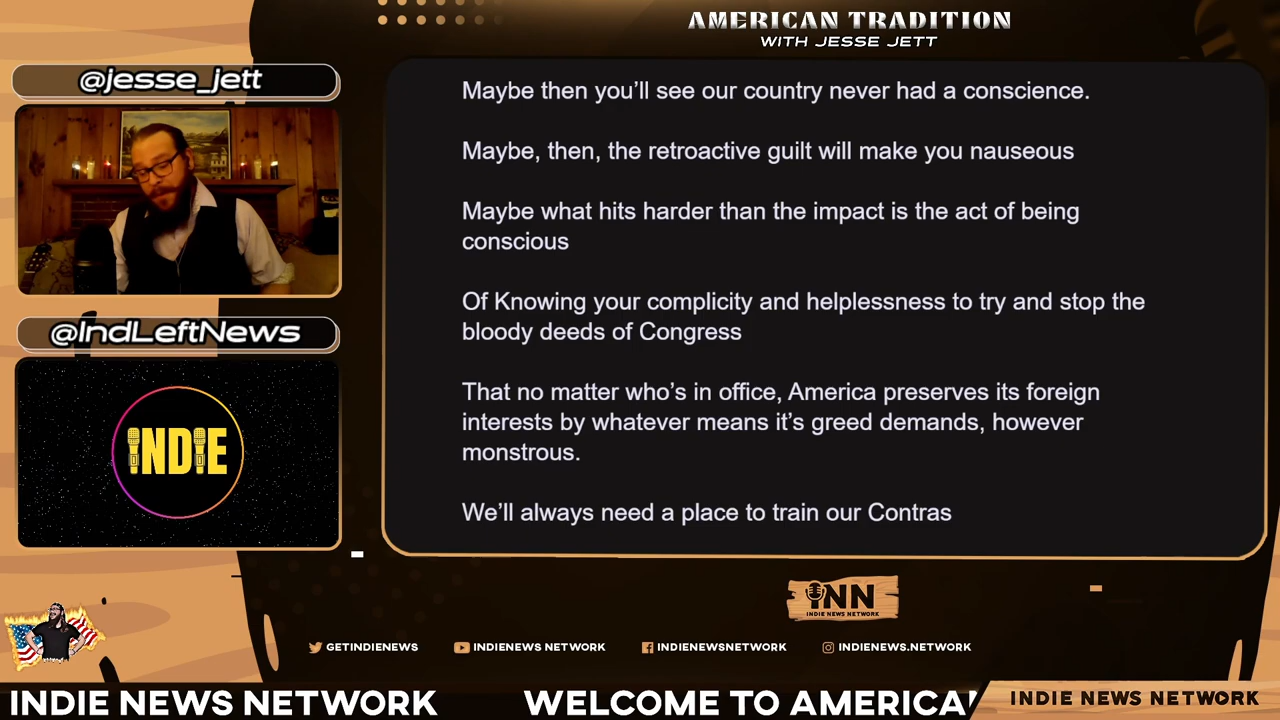 AMERICAN TRADITION
WITH JESSE JETT
@jesse_jett
Maybe then you'll see our country never had a conscience.
Maybe, then, the retroactive guilt will make you nauseous
Maybe what hits harder than the impact is the act of being
conscious
Of Knowing your complicity and helplessness to try and stop the
bloody deeds of Congress
That no matter who's in office, America preserves its foreign
interests by whatever means it's greed demands, however
monstrous.
We'll always need a place to train our Contras
@IndLeftNews
INDIE
INN
INDIE NEWS NETWORK
GETINDIENEWS
INDIENEWS NETWORK
INDIENEWSNETWORK
INDIENEWS.NETWORK
INDIE NEWS NETWORK
WELCOME TO AMERICA
INDIE NEWS NETWORK